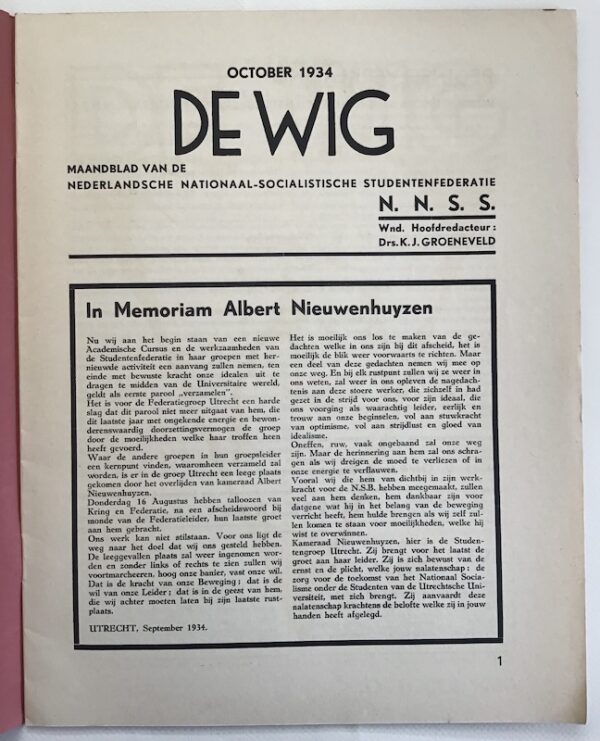 OCTOBER 1934
DE WIG
MAANDBLAD VAN DE
NEDERLANDSCHE NATIONAAL-SOCIALISTISCHE STUDENTENFEDERATIE
N. N. S. S.
Wnd. Hoofdredacteur:
Drs. K. J. GROENEVELD
In Memoriam Albert Nieuwenhuyzen
Nu wij aan het begin staan van een nieuwe
Academische Cursus en de werkzaamheden van
de Studentenfederatie in haar groepen met her-
nieuwde activiteit een aanvang zullen nemen, ten
einde met bewuste kracht onze idealen uit te
dragen te midden van de Universitaire wereld,
geldt als eerste parool „verzamelen".
Het is voor de Federatiegroep Utrecht een harde
slag dat dit parool niet meer uitgaat van hem, die
dit laatste jaar met ongekende energie en bewon-
derenswaardig doorzettingsvermogen de groep
door de moeilijkheden welke haar troffen heen
heeft gevoerd.
Waar de andere groepen in hun groepsleider
een kernpunt vinden, waaromheen verzameld zal
worden, is er in de groep Utrecht een leege plaats
gekomen door het overlijden van kameraad Albert
Nieuwenhuyzen.
Donderdag 16 Augustus hebben talloozen van
Kring en Federatie, na een afscheidswoord bij
monde van de Federatieleider, hun laatste groet
aan hem gebracht.
Ons werk kan niet stilstaan. Voor ons ligt de
weg naar het doel dat wij ons gesteld hebben.
De leeggevallen plaats zal weer ingenomen wor-
den en zonder links of rechts te zien zullen wij
voortmarcheeren, hoog onze banier, vast onze wil.
Dat is de kracht van onze Beweging; dat is de
wil van onze Leider; dat is in de geest van hem,
die wij achter moeten laten bij zijn laatste rust-
plaats.
UTRECHT, September 1934.
Het is moeilijk ons los te maken van de ge-
dachten welke in ons zijn bij dit afscheid, het is
moeilijk de blik weer voorwaarts te richten. Maar
een deel van deze gedachten nemen wij mee op
onze weg. En bij elk rustpunt zullen wij ze weer in
ons weten, zal weer in ons opleven de nagedach-
tenis aan deze stoere werker, die zichzelf in had
gezet in de strijd voor ons, voor zijn ideaal, die
ons voorging als waarachtig leider, eerlijk en
trouw aan onze beginselen, vol aan stuwkracht
van optimisme, vol aan strijdlust en gloed van
idealisme.
Oneffen, ruw, vaak ongebaand zal onze weg
zijn. Maar de herinnering aan hem zal ons schra-
gen als wij dreigen de moed te verliezen of in
onze energie te verflauwen.
Vooral wij die hem van dichtbij in zijn werk-
kracht voor de N.S.B. hebben meegemaakt, zullen
veel aan hem denken, hem dankbaar zijn voor
datgene wat hij in het belang van de beweging
verricht heeft, hem hulde brengen als wij zelf zul-
len komen te staan voor moeilijkheden, welke hij
wist te overwinnen.
Kameraad Nieuwenhuyzen, hier is de Studen-
tengroep Utrecht. Zij brengt voor het laatst de
groet aan haar leider. Zij is zich bewust van de
ernst en de plicht, welke jouw nalatenschap: de
zorg voor de toekomst van het Nationaal Socia-
lisme onder de Studenten van de Utrechtsche Uni-
versiteit, met zich brengt. Zij aanvaardt deze
nalatenschap krachtens de belofte welke zij in jouw
handen heeft afgelegd.
1